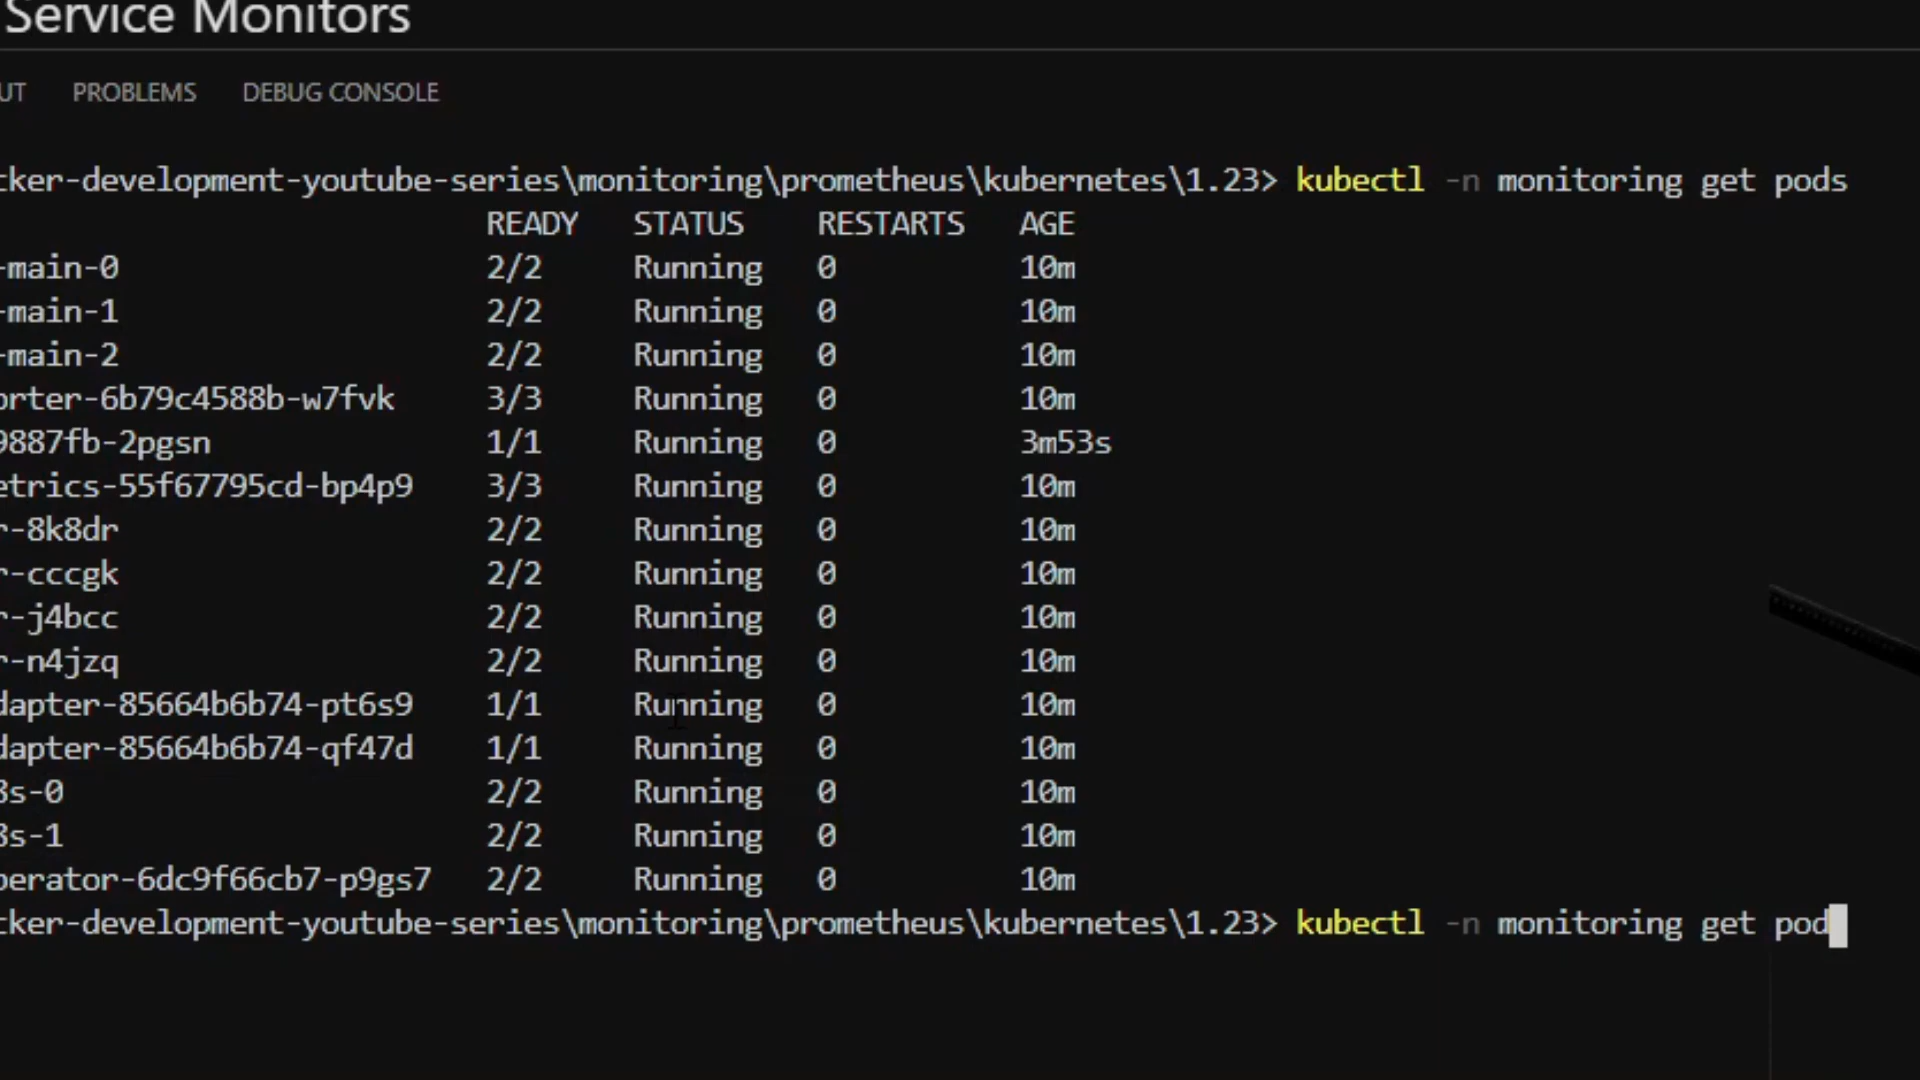 Service Monitors
UT PROBLEMS DEBUG CONSOLE
cker-development-youtube-series\monitoring\prometheus\kubernetes\1.23> kubectl -n monitoring get pods
READY STATUS RESTARTS AGE
-main-0 2/2 Running 0 10m
-main-1 2/2 Running 0 10m
-main-2 2/2 Running 0 10m
orter-6b79c4588b-w7fvk 3/3 Running 0 10m
9887fb-2pgsn 1/1 Running 0 3m53s
etrics-55f67795cd-bp4p9 3/3 Running 0 10m
r-8k8dr 2/2 Running 0 10m
r-cccgk 2/2 Running 0 10m
r-j4bcc 2/2 Running 0 10m
r-n4jzq 2/2 Running 0 10m
dapter-85664b6b74-pt6s9 1/1 Running 0 10m
dapter-85664b6b74-qf47d 1/1 Running 0 10m
8s-0 2/2 Running 0 10m
8s-1 2/2 Running 0 10m
perator-6dc9f66cb7-p9gs7 2/2 Running 0 10m
cker-development-youtube-series\monitoring\prometheus\kubernetes\1.23> kubectl -n monitoring get pod